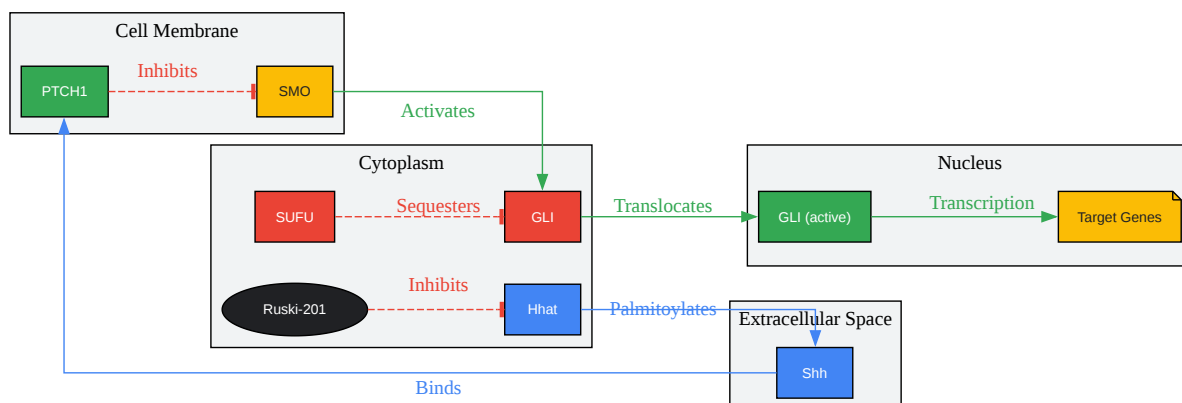 Cell Membrane
PTCH1
Inhibits
SMO
Activates
Cytoplasm
SUFU
Sequesters
GLI
Translocates
Nucleus
GLI (active)
Transcription
Target Genes
Ruski-201
Inhibits
Hhat
Palmitoylates
Extracellular Space
Shh
Binds